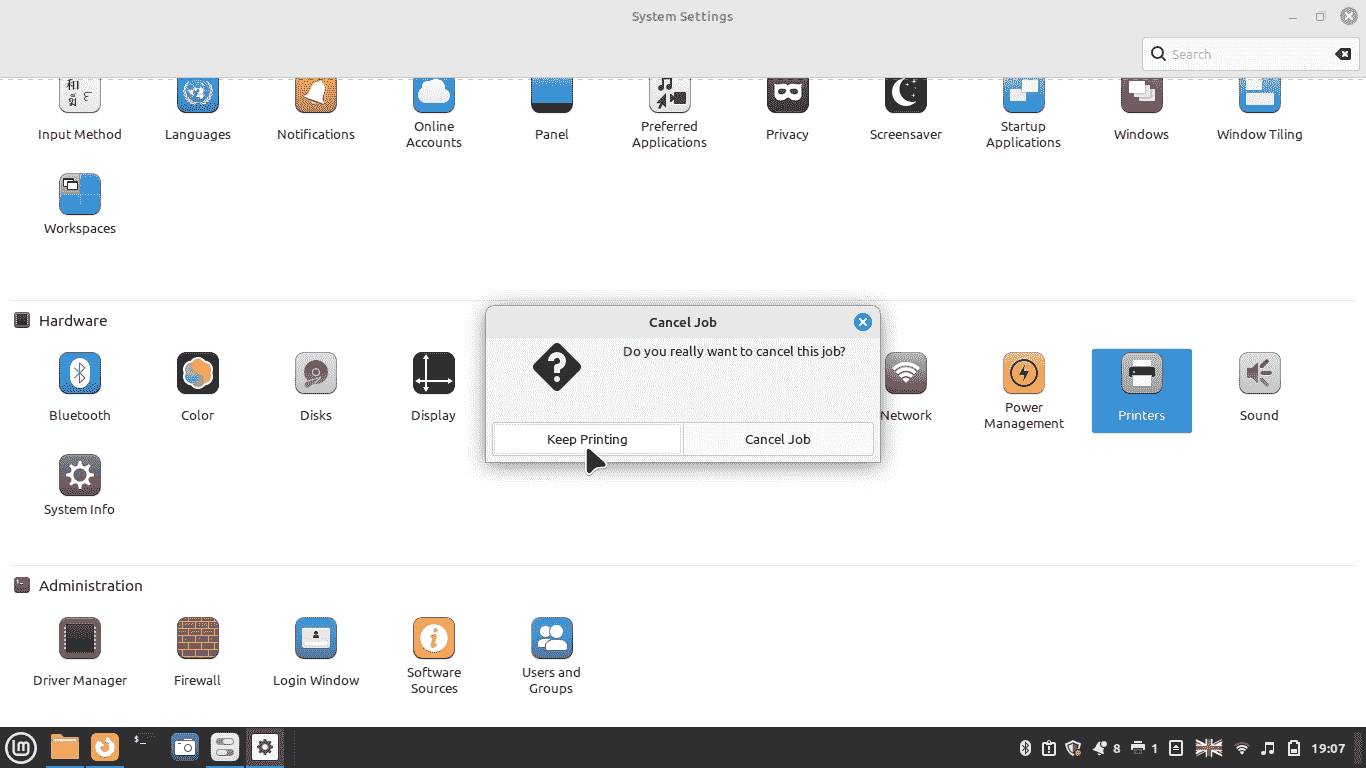 System Settings
Search
Input Method
Languages
Notifications
Online
Accounts
Panel
Preferred
Applications
Privacy
Screensaver
Startup
Applications
Windows
Window Tiling
Workspaces
Hardware
Cancel Job
Do you really want to cancel this job?
Keep Printing
Cancel Job
Bluetooth
Color
Disks
Display
Network
Power
Management
Printers
Sound
System Info
Administration
Driver Manager
Firewall
Login Window
Software
Sources
Users and
Groups
8
1
19:07